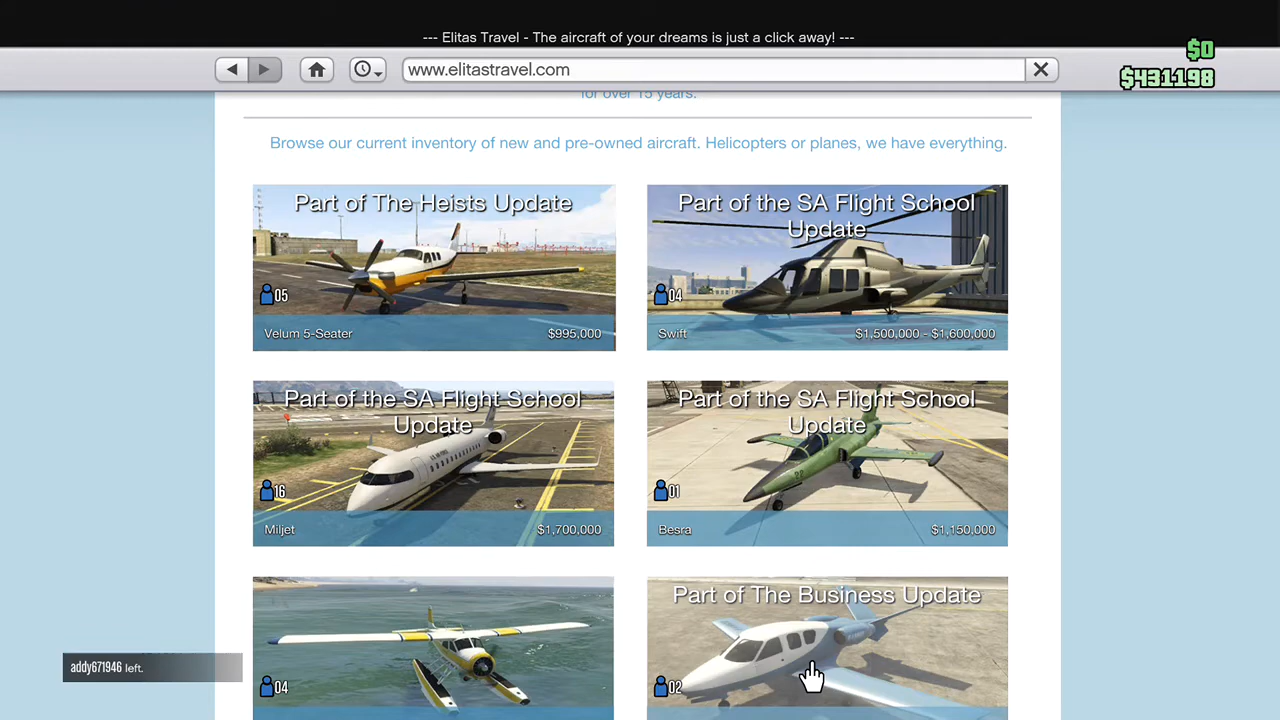 --- Elitas Travel - The aircraft of your dreams is just a click away! ---
$0
www.elitastravel.com
$431198
for over 15 years.
Browse our current inventory of new and pre-owned aircraft. Helicopters or planes, we have everything.
Part of The Heists Update
05
Velum 5-Seater $995,000
Part of the SA Flight School
Update
04
Swift $1,500,000 - $1,600,000
Part of the SA Flight School
Update
16
Miljet $1,700,000
Part of the SA Flight School
Update
01
Besra $1,150,000
04
Part of The Business Update
02
addy671946 left.